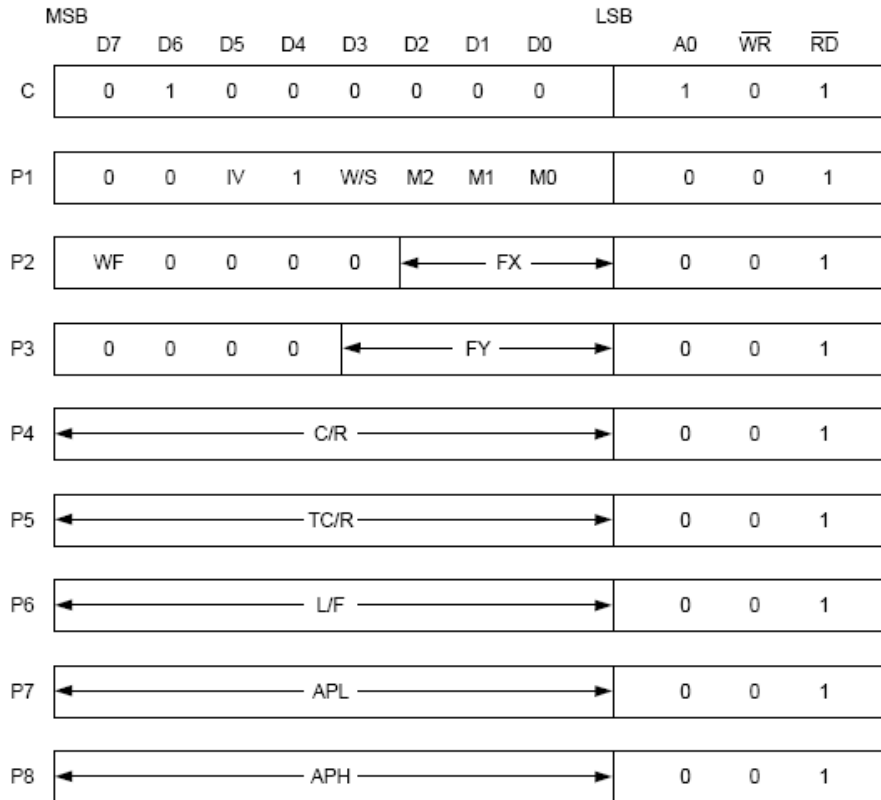 MSB LSB
D7 D6 D5 D4 D3 D2 D1 D0 A0 WR RD
C 0 1 0 0 0 0 0 0 1 0 1
P1 0 0 IV 1 W/S M2 M1 M0 0 0 1
P2 WF 0 0 0 0 FX 0 0 1
P3 0 0 0 0 FY 0 0 1
P4 C/R 0 0 1
P5 TC/R 0 0 1
P6 L/F 0 0 1
P7 APL 0 0 1
P8 APH 0 0 1